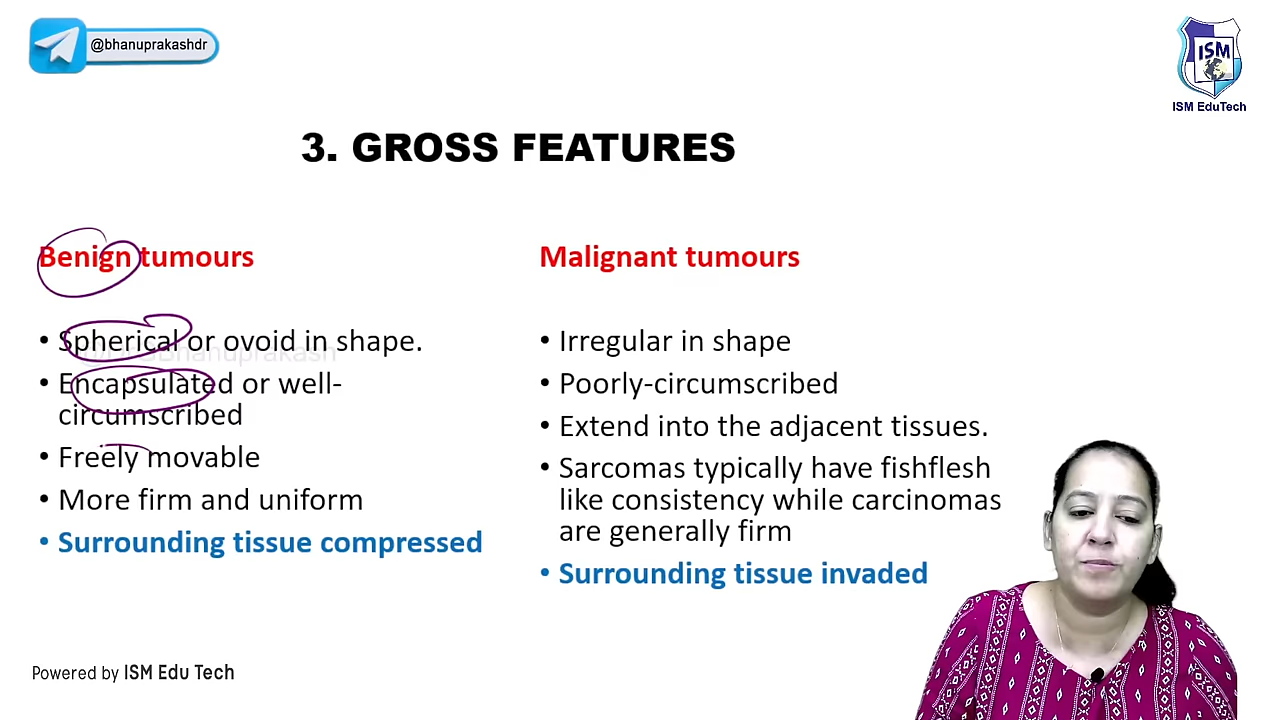 @bhanuprakashdr
ISM
ISM EduTech
3. GROSS FEATURES
Benign tumours
• Spherical or ovoid in shape.
• Encapsulated or well-
circumscribed
• Freely movable
• More firm and uniform
• Surrounding tissue compressed
Malignant tumours
• Irregular in shape
• Poorly-circumscribed
• Extend into the adjacent tissues.
• Sarcomas typically have fishflesh
like consistency while carcinomas
are generally firm
• Surrounding tissue invaded
Powered by ISM Edu Tech